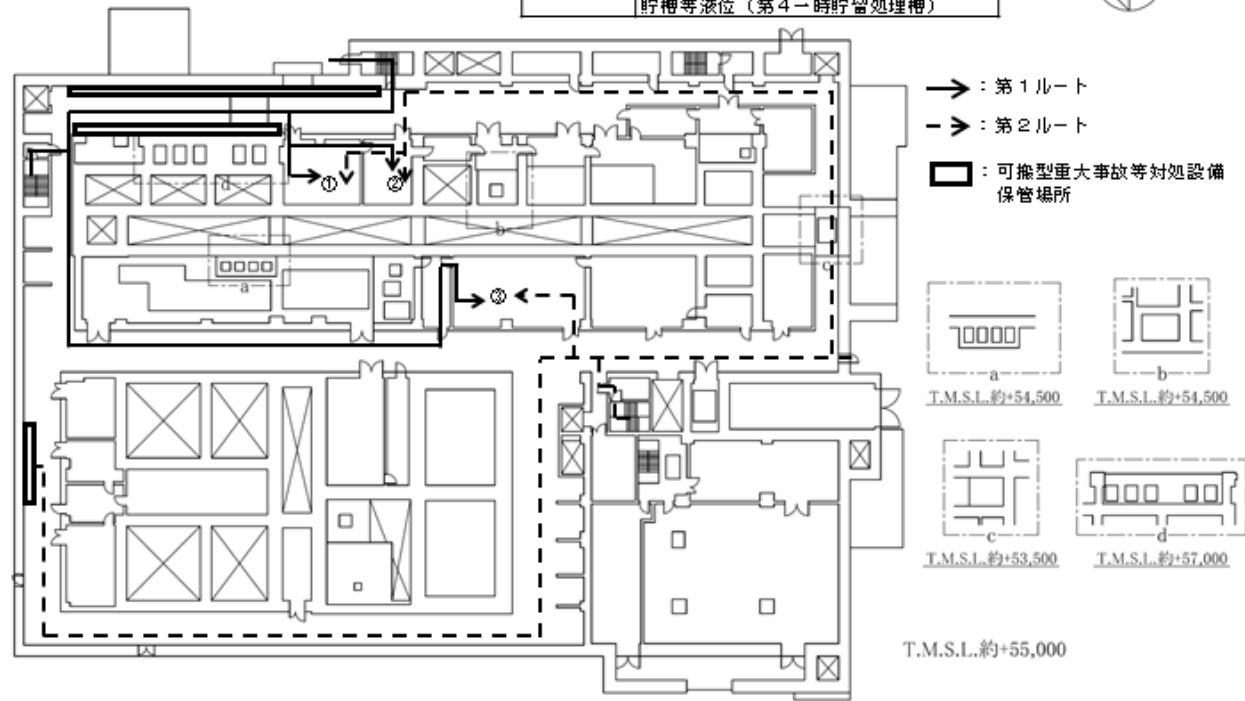 貯槽等液位（第４一時貯留処理槽）
：第１ルート
：第２ルート
：可搬型重大事故等対処設備
保管場所
①
②
③
a
b
c
d
a
T.M.S.L.約+54,500
b
T.M.S.L.約+54,500
c
T.M.S.L.約+53,500
d
T.M.S.L.約+57,000
T.M.S.L.約+55,000